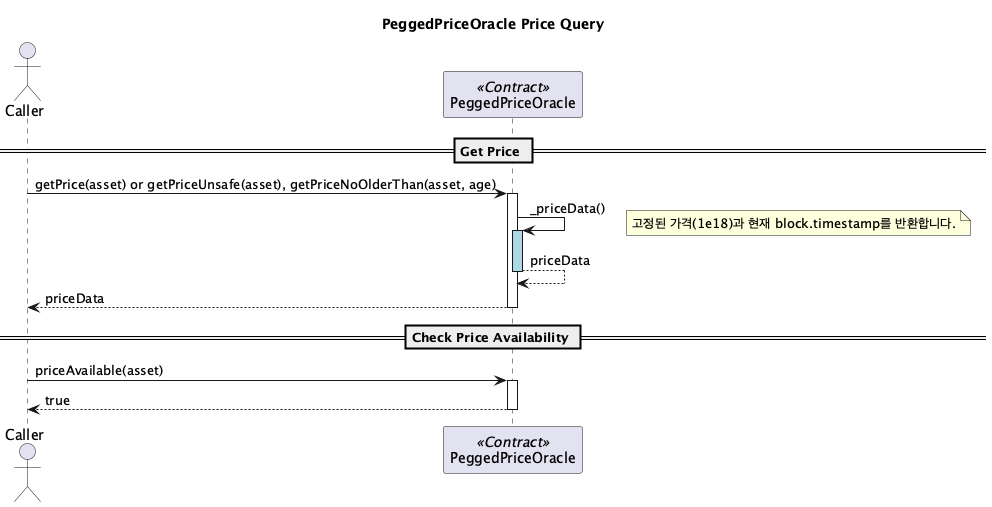 PeggedPriceOracle Price Query
Caller
«Contract»
PeggedPriceOracle
Get Price
getPrice(asset) or getPriceUnsafe(asset), getPriceNoOlderThan(asset, age)
_priceData()
고정된 가격(1e18)과 현재 block.timestamp를 반환합니다.
priceData
priceData
Check Price Availability
priceAvailable(asset)
true
Caller
«Contract»
PeggedPriceOracle